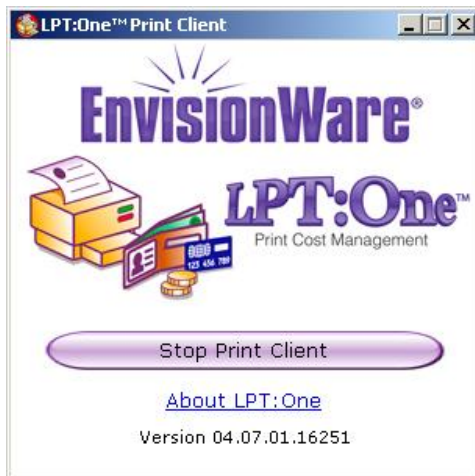 LPT:One™ Print Client
EnvisionWare®
LPT:One™
Print Cost Management
123 456 789
Stop Print Client
About LPT:One
Version 04.07.01.16251